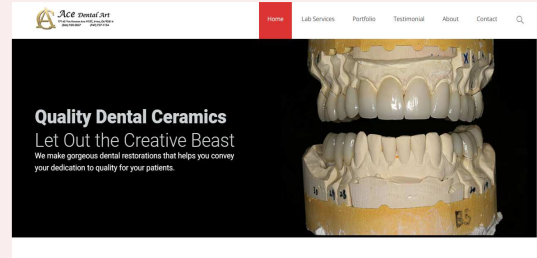 Ace Dental Art
Home Lab Services Portfolio Testimonial About Contact
Quality Dental Ceramics
Let Out the Creative Beast
We make gorgeous dental restorations that helps you convey
your dedication to quality for your patients.